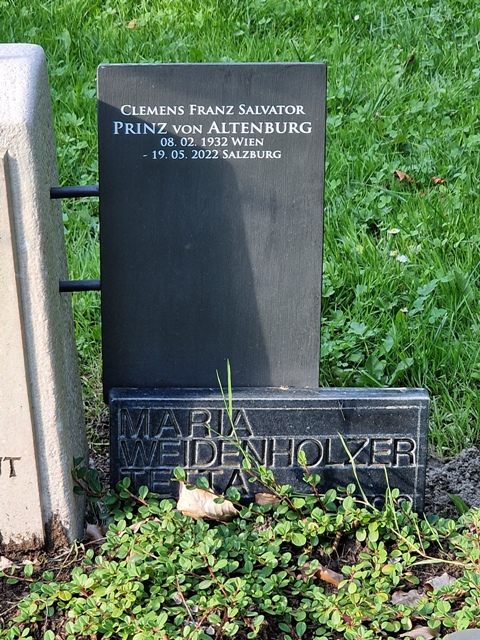 CLEMENS FRANZ SALVATOR
PRINZ VON ALTENBURG
08. 02. 1932 WIEN
- 19. 05. 2022 SALZBURG
MARIA
WEIDENHOLZER